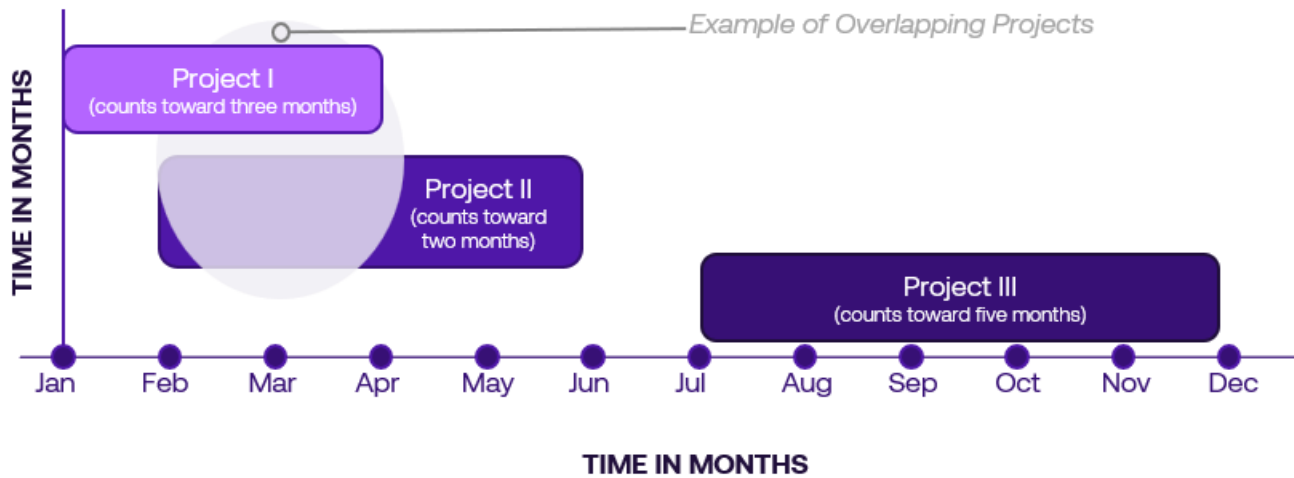 Example of Overlapping Projects
Project I
(counts toward three months)
TIME IN MONTHS
Project II
(counts toward
two months)
Project III
(counts toward five months)
Jan Feb Mar Apr May Jun Jul Aug Sep Oct Nov Dec
TIME IN MONTHS